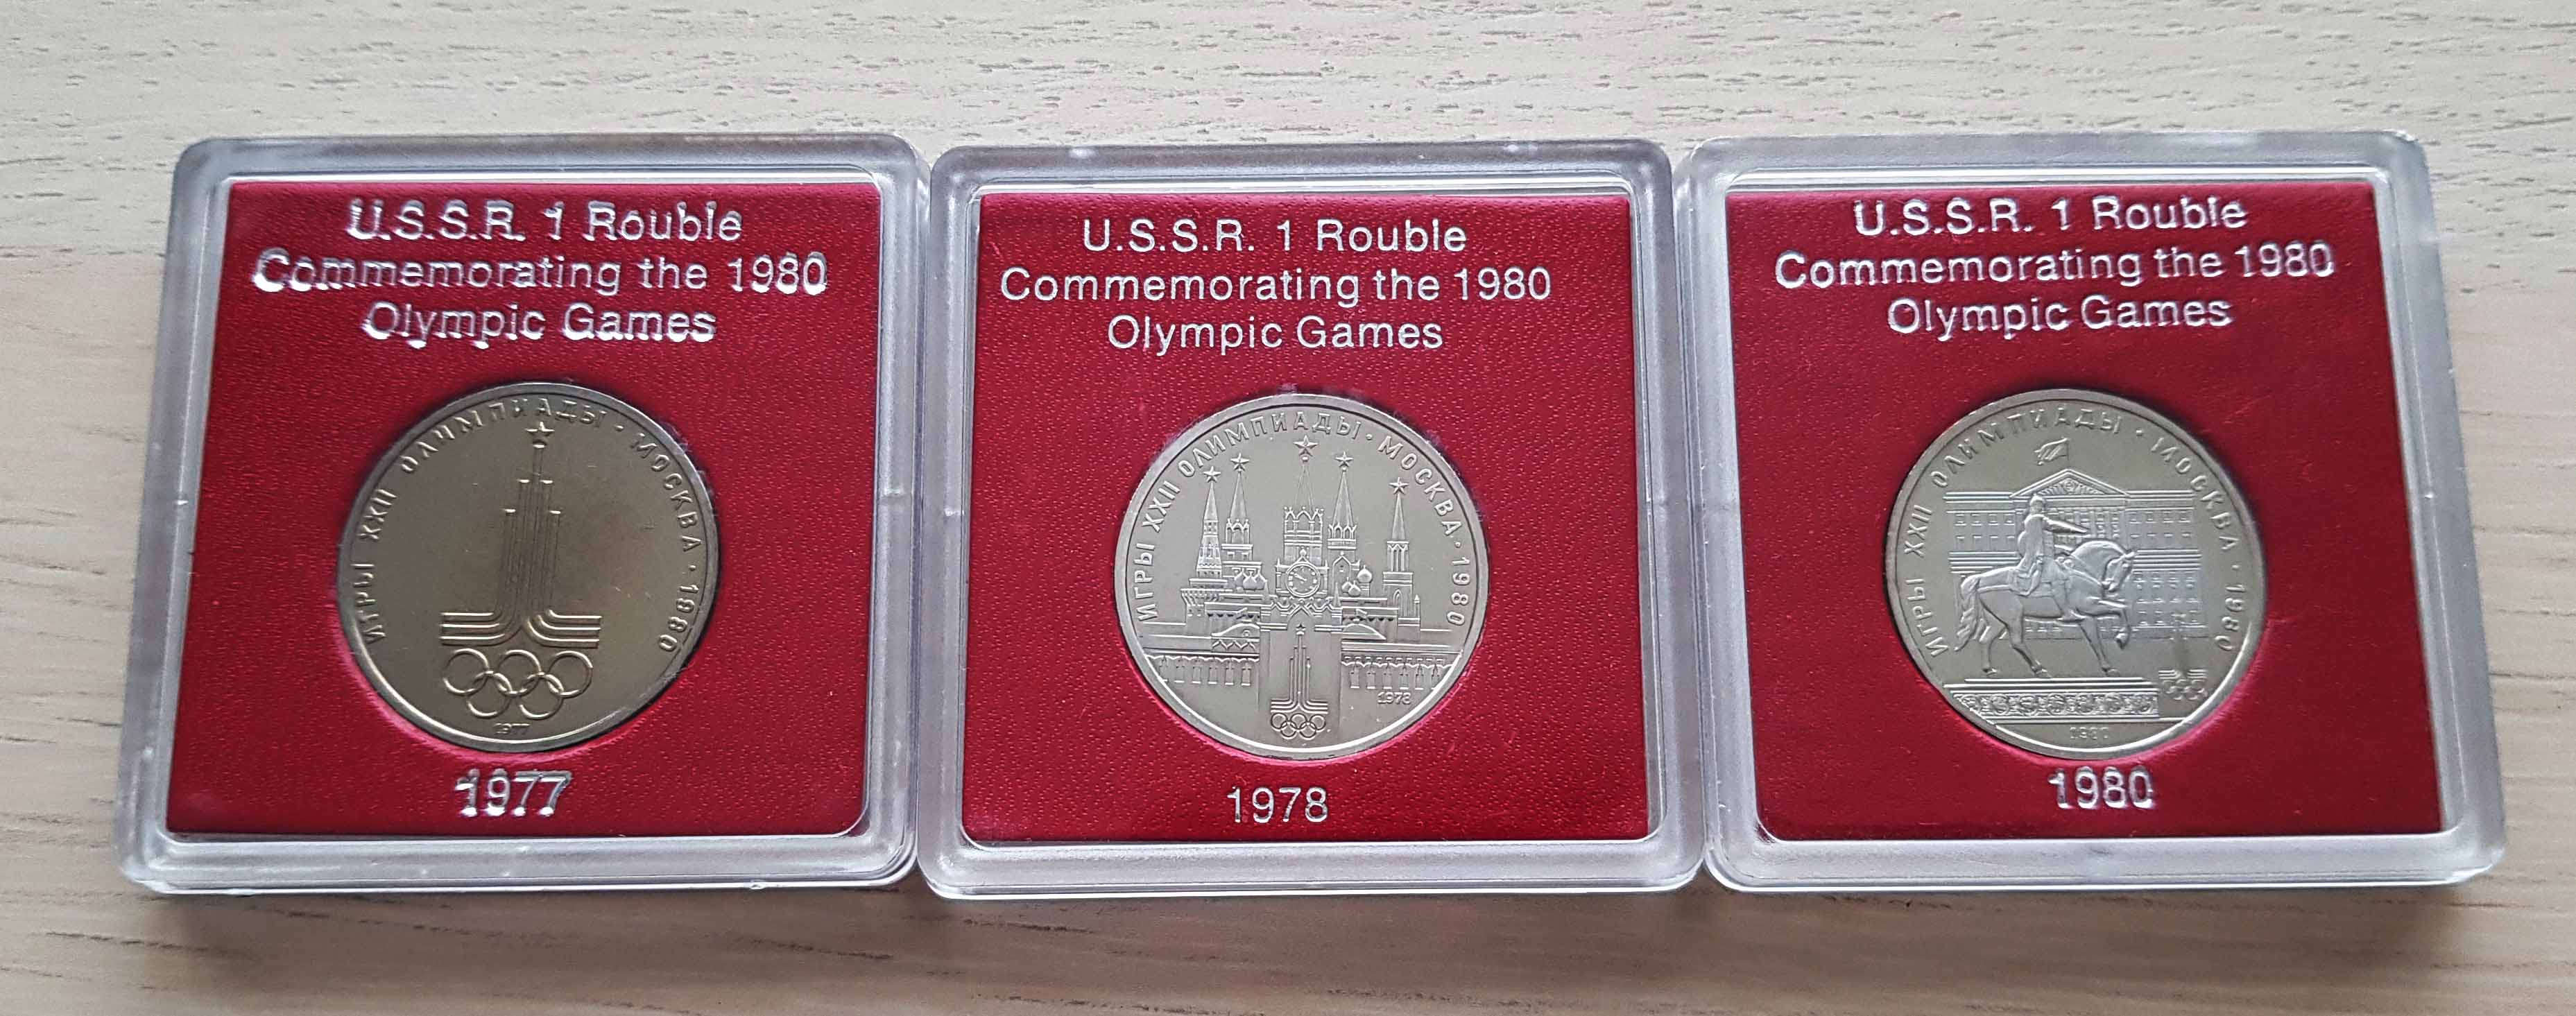 U.S.S.R. 1 Rouble
Commemorating the 1980
Olympic Games
ИГРЫ XXII ОЛИМПИАДЫ · МОСКВА · 1980
1977
1977
U.S.S.R. 1 Rouble
Commemorating the 1980
Olympic Games
ИГРЫ XXII ОЛИМПИАДЫ · МОСКВА · 1980
1978
1978
U.S.S.R. 1 Rouble
Commemorating the 1980
Olympic Games
ИГРЫ XXII ОЛИМПИАДЫ · МОСКВА · 1980
1980
1980